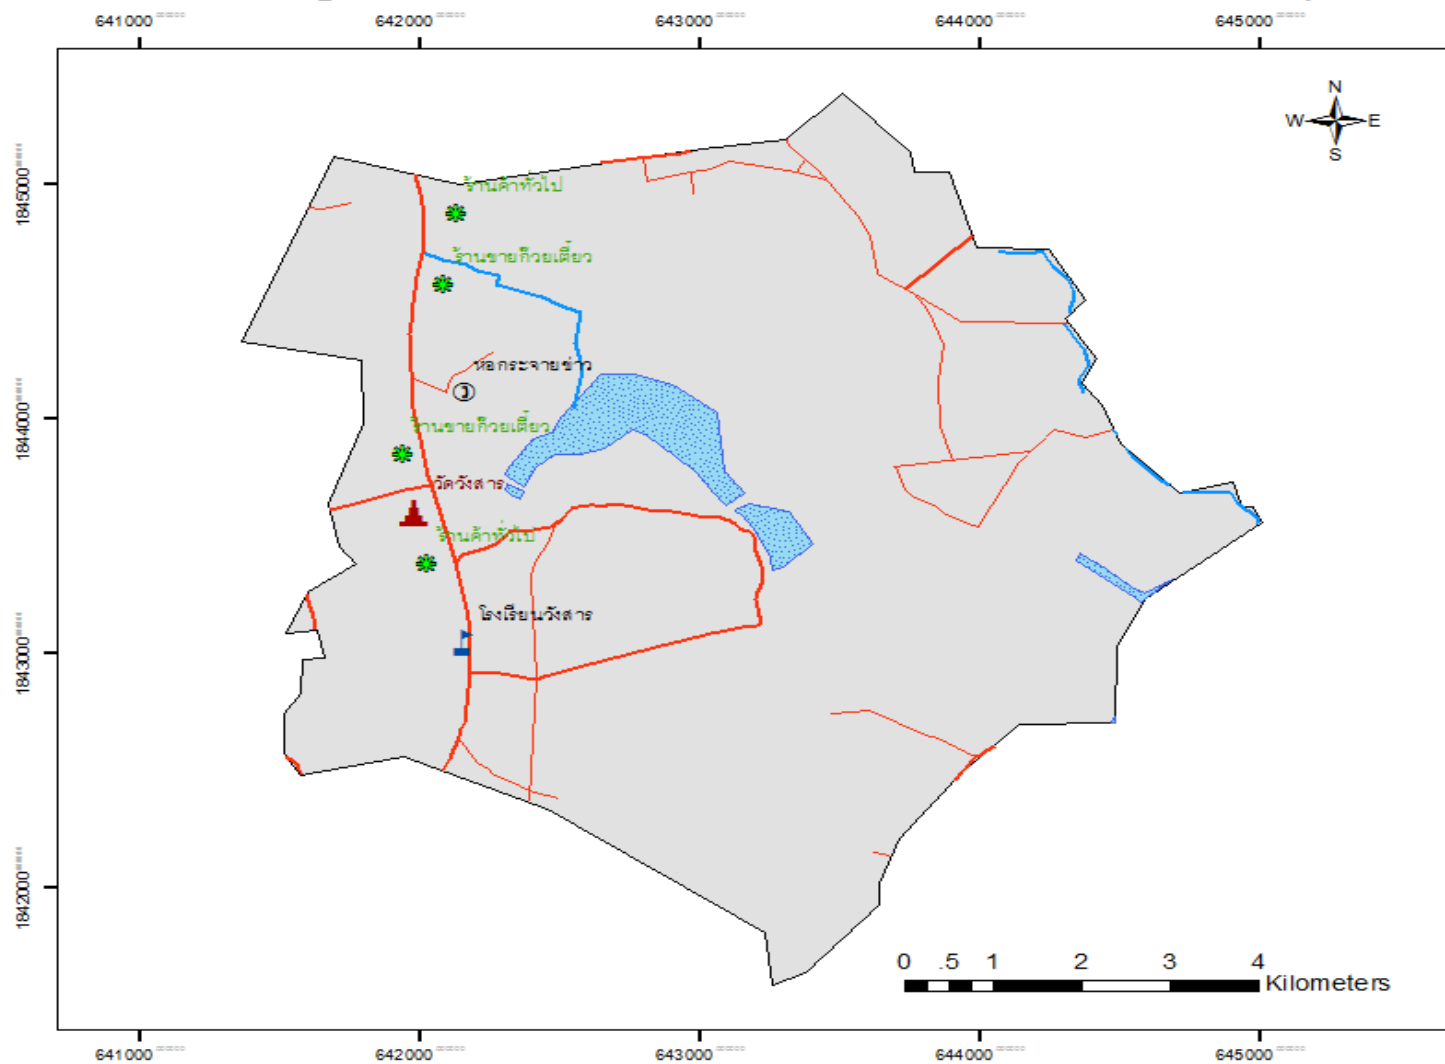 641000 642000 643000 644000 645000
N
W E
S
1845000
ร้านค้าทั่วไป
ร้านขายก๊วยเตี๋ยว
หอกระจายข่าว
1844000
ร้านขายก๊วยเตี๋ยว
วัดวังสาร
ร้านค้าทั่วไป
โรงเรียนวังสาร
1843000
1842000
0 .5 1 2 3 4
Kilometers
641000 642000 643000 644000 645000